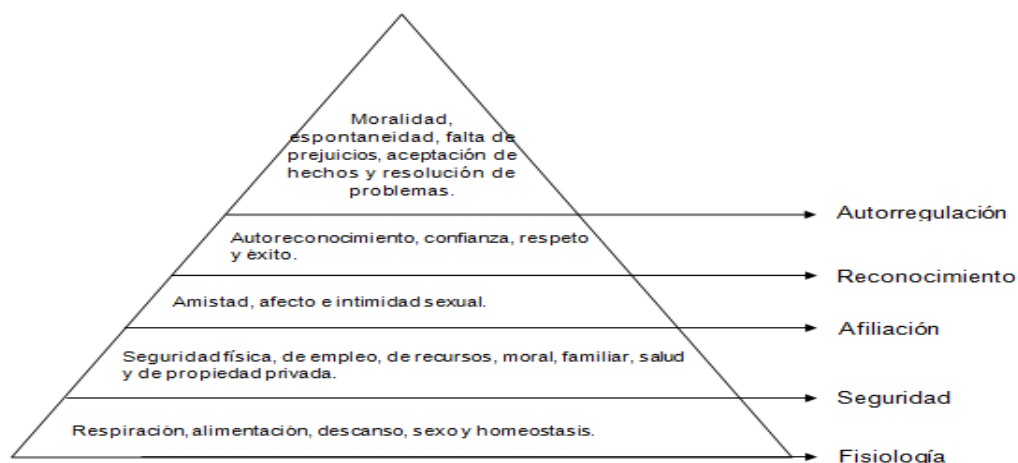 Moralidad,
espontaneidad, falta de
prejuicios, aceptación de
hechos y resolución de
problemas.
Autorregulación
Autoreconocimiento, confianza, respeto
y éxito.
Reconocimiento
Amistad, afecto e intimidad sexual.
Afiliación
Seguridad física, de empleo, de recursos, moral, familiar, salud
y de propiedad privada.
Seguridad
Respiración, alimentación, descanso, sexo y homeostasis.
Fisiología